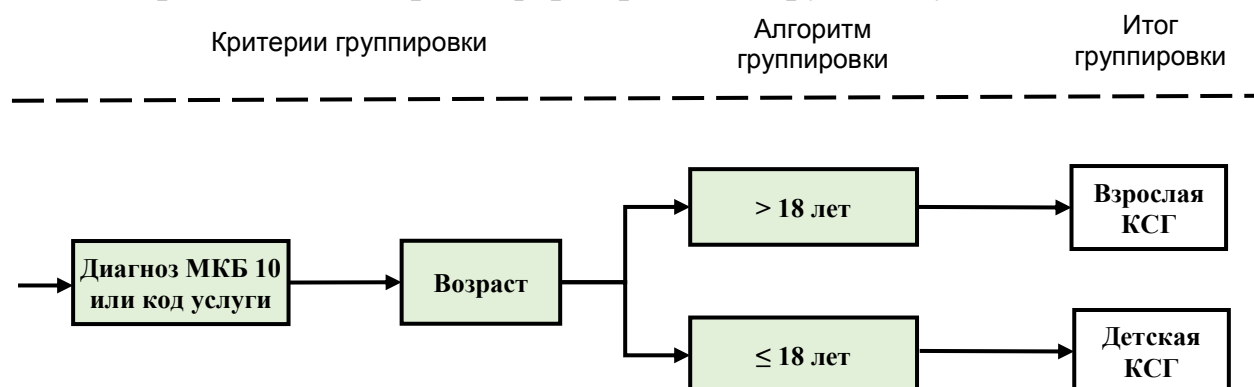 Критерии группировки
Алгоритм
группировки
Итог
группировки
Диагноз МКБ 10
или код услуги
Возраст
> 18 лет
≤ 18 лет
Взрослая
КСГ
Детская
КСГ